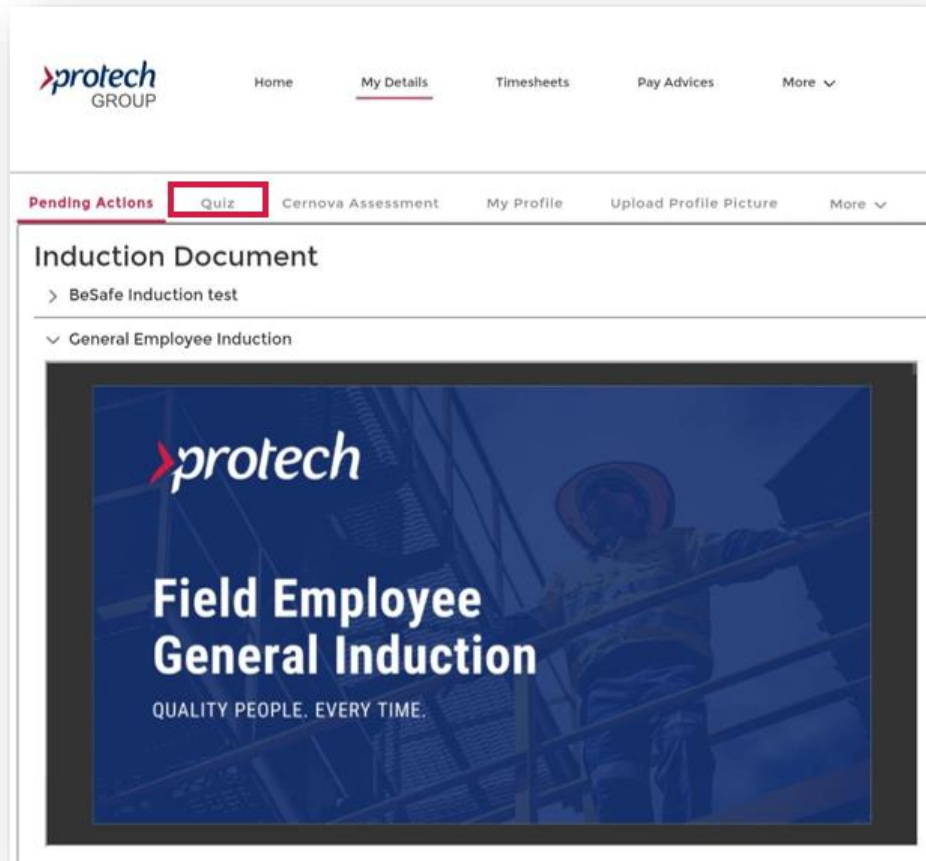 protech
GROUP
Home My Details Timesheets Pay Advices More
Pending Actions Quiz Cernova Assessment My Profile Upload Profile Picture More
Induction Document
BeSafe Induction test
General Employee Induction
protech
Field Employee
General Induction
QUALITY PEOPLE. EVERY TIME.